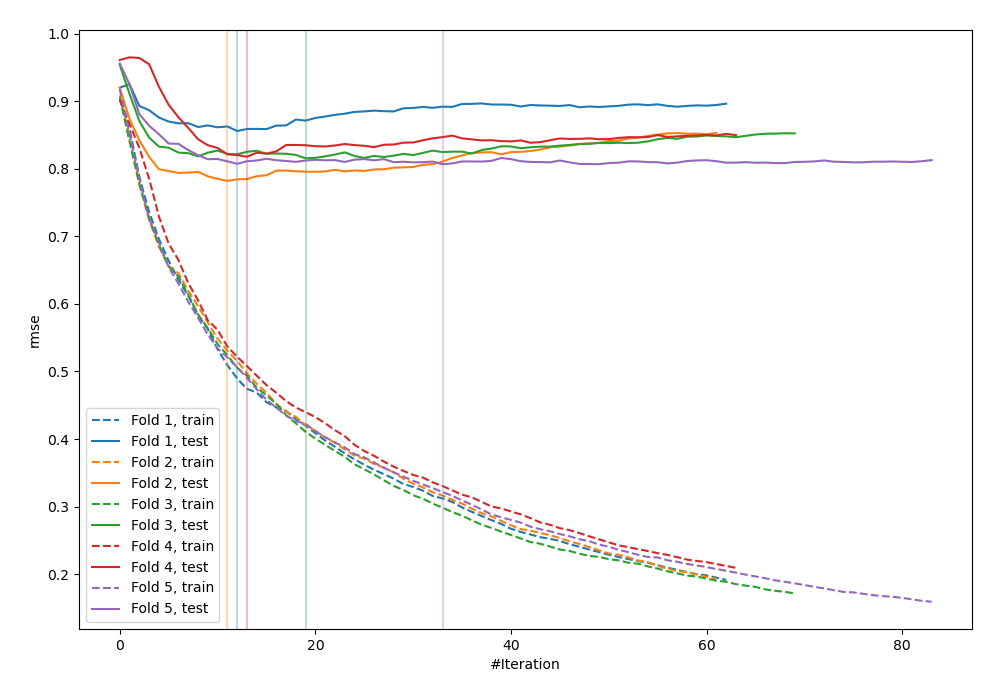 1.0
0.9
0.8
0.7
0.6
0.5
0.4
0.3
0.2
rmse
Fold 1, train
Fold 1, test
Fold 2, train
Fold 2, test
Fold 3, train
Fold 3, test
Fold 4, train
Fold 4, test
Fold 5, train
Fold 5, test
0 20 40 60 80
#Iteration